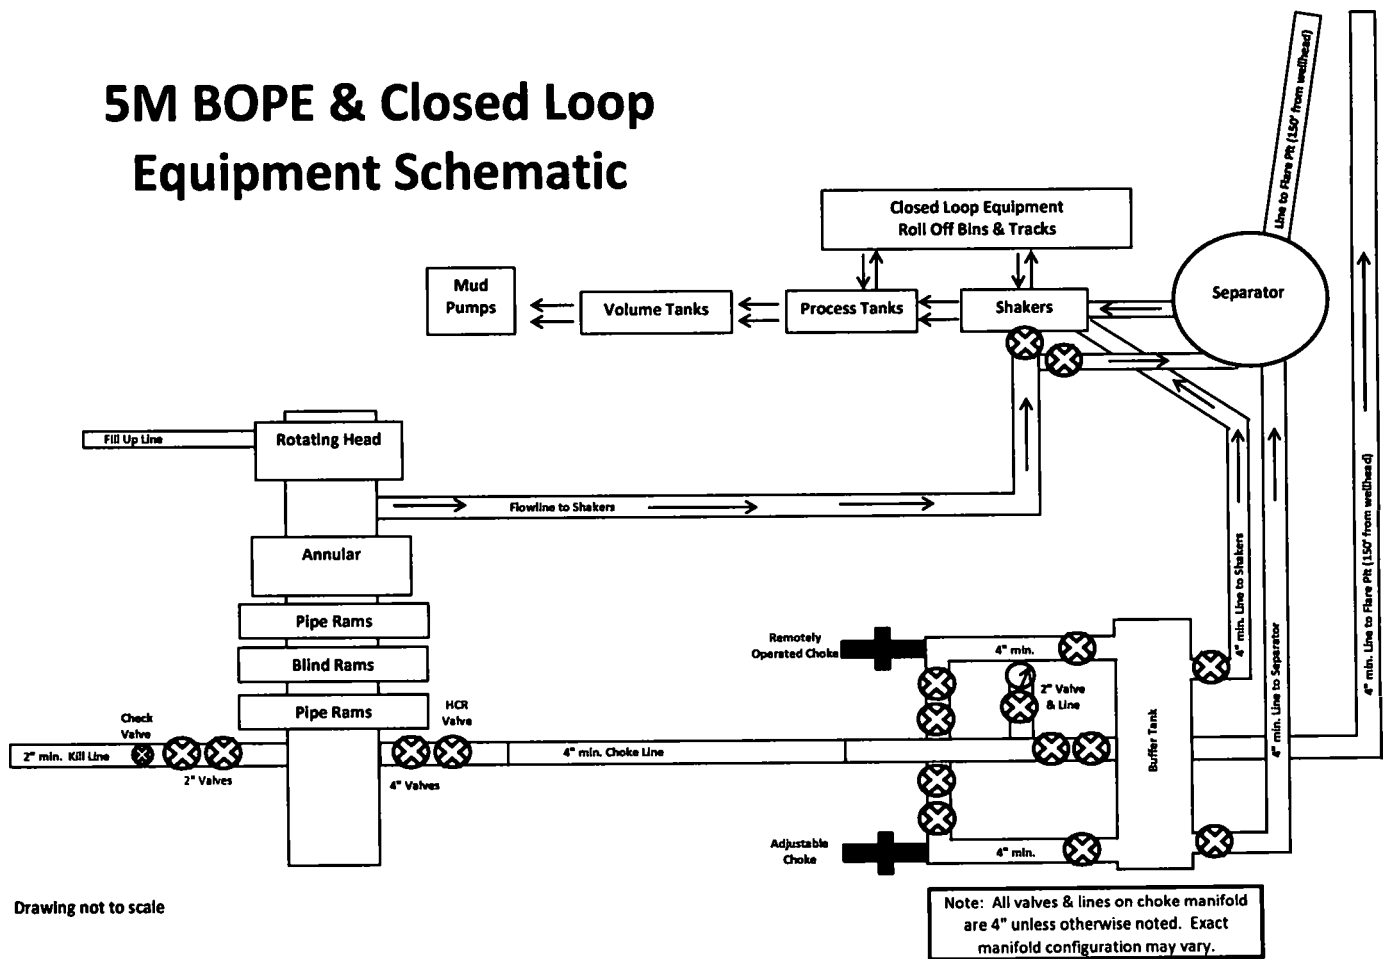 5M BOPE & Closed Loop
Equipment Schematic
Line to Flare Pit (150' from wellhead)
4" min. Line to Flare Pit (150' from wellhead)
Closed Loop Equipment
Roll Off Bins & Tracks
Mud
Pumps
Volume Tanks
Process Tanks
Shakers
Separator
Fill Up Line
Rotating Head
Flowline to Shakers
Annular
Pipe Rams
Blind Rams
Pipe Rams
Check
Valve
HCR
Valve
2" min. Kill Line
2" Valves
4" Valves
4" min. Choke Line
Remotely
Operated Choke
4" min.
2" Valve
& Line
Buffer Tank
4" min. Line to Shakers
4" min. Line to Separator
Adjustable
Choke
4" min.
Drawing not to scale
Note: All valves & lines on choke manifold
are 4" unless otherwise noted. Exact
manifold configuration may vary.